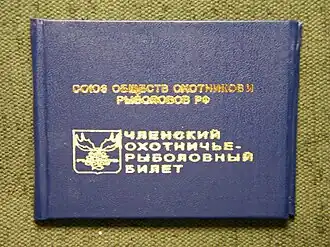 СОЮЗ ОБЩЕСТВ ОХОТНИКОВ И
РЫБОЛОВОВ РФ
ЧЛЕНСКИЙ
ОХОТНИЧЬЕ-
РЫБОЛОВНЫЙ
БИЛЕТ